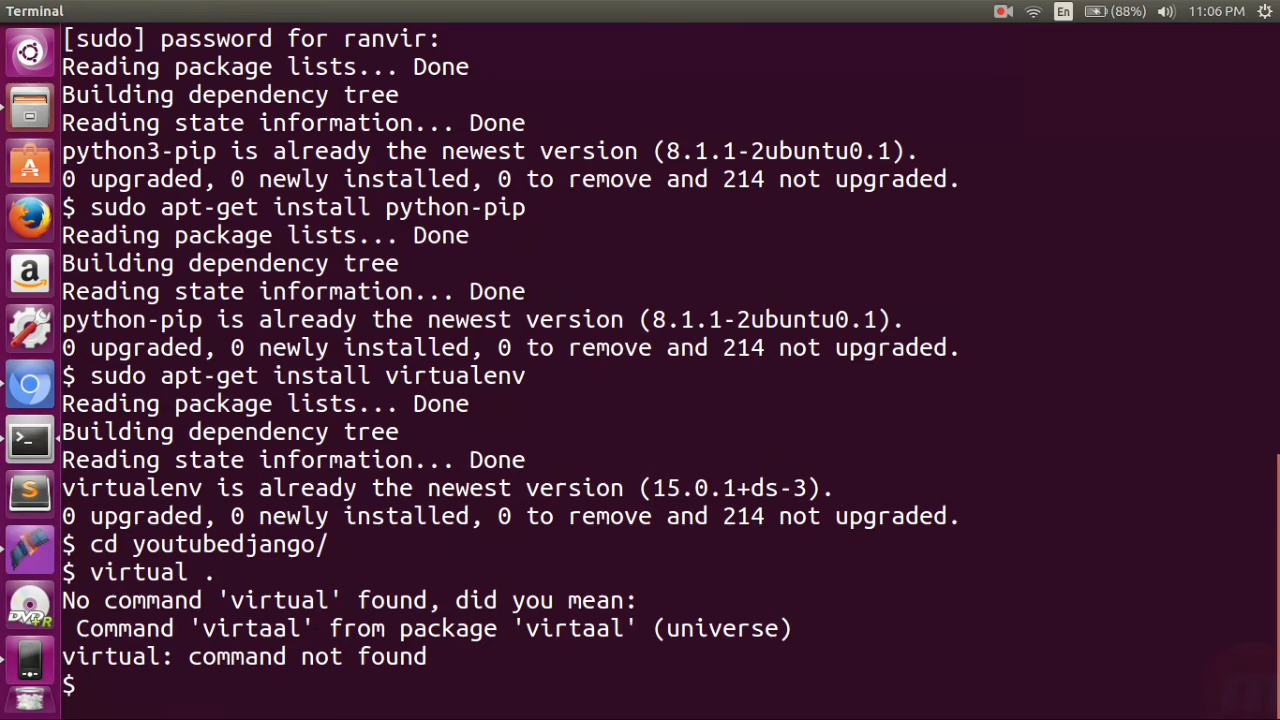 Terminal
En
(88%)
11:06 PM
[sudo] password for ranvir:
Reading package lists... Done
Building dependency tree
Reading state information... Done
python3-pip is already the newest version (8.1.1-2ubuntu0.1).
0 upgraded, 0 newly installed, 0 to remove and 214 not upgraded.
$ sudo apt-get install python-pip
Reading package lists... Done
Building dependency tree
Reading state information... Done
python-pip is already the newest version (8.1.1-2ubuntu0.1).
0 upgraded, 0 newly installed, 0 to remove and 214 not upgraded.
$ sudo apt-get install virtualenv
Reading package lists... Done
Building dependency tree
Reading state information... Done
virtualenv is already the newest version (15.0.1+ds-3).
0 upgraded, 0 newly installed, 0 to remove and 214 not upgraded.
$ cd youtubedjango/
$ virtual .
No command 'virtual' found, did you mean:
Command 'virtaal' from package 'virtaal' (universe)
virtual: command not found
$